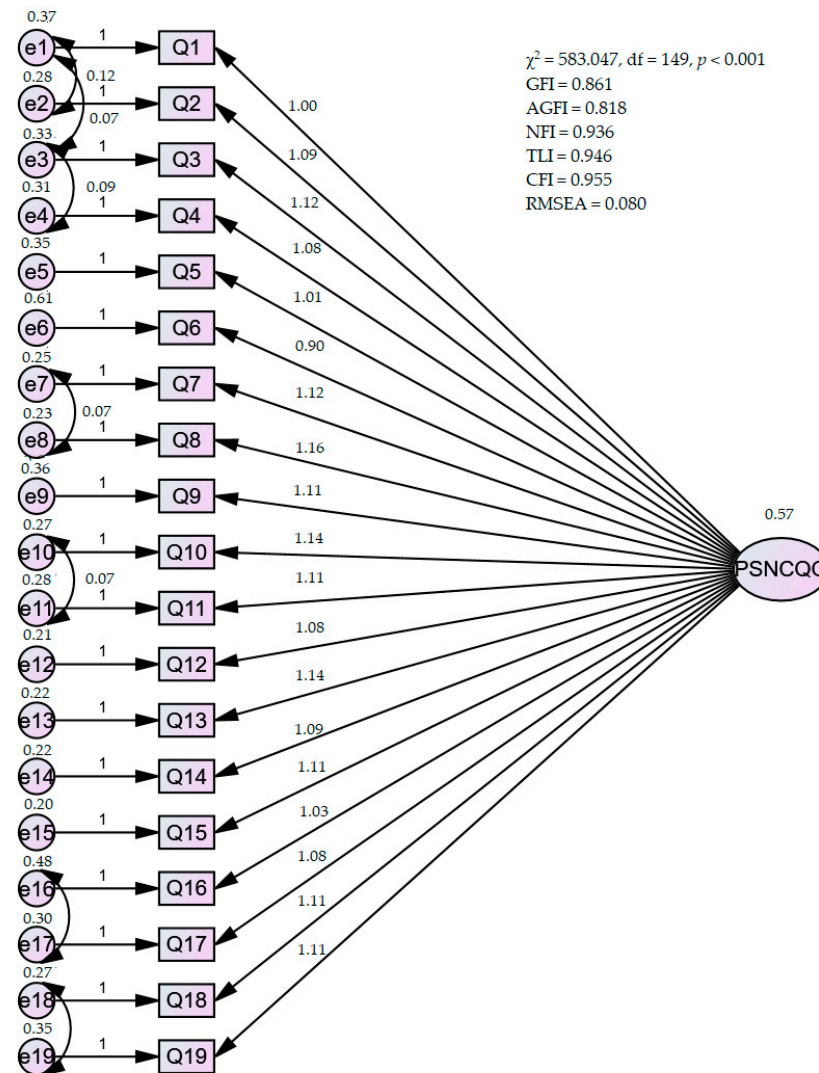 0.37
e1 1 Q1
χ² = 583.047, df = 149, p < 0.001
0.28 0.12
GFI = 0.861
e2 1 Q2 1.00
AGFI = 0.818
0.33 0.07
NFI = 0.936
e3 1 Q3 1.09
TLI = 0.946
0.31 0.09 1.12
CFI = 0.955
e4 1 Q4
RMSEA = 0.080
0.35 1.08
e5 1 Q5
0.61 1.01
e6 1 Q6
0.25 0.90
e7 1 Q7
0.23 0.07 1.12
e8 1 Q8
0.36 1.16
e9 1 Q9 1.11
0.27 0.57
e10 1 Q10 1.14
0.28 0.07 1.11 PSNCQQ
e11 1 Q11
0.21 1.08
e12 1 Q12
0.22 1.14
e13 1 Q13
0.22 1.09
e14 1 Q14 1.11
0.20
e15 1 Q15 1.03
0.48 1.08
e16 1 Q16
0.30 1.11
e17 1 Q17 1.11
0.27
e18 1 Q18
0.35
e19 1 Q19